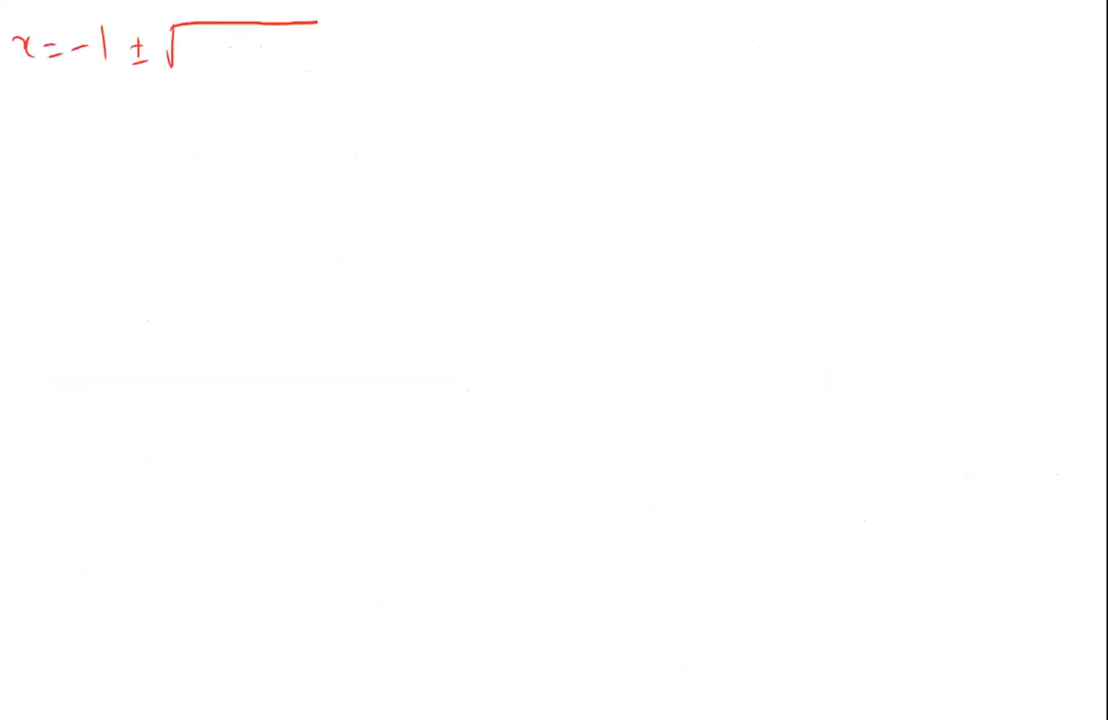 x = -1 ± √